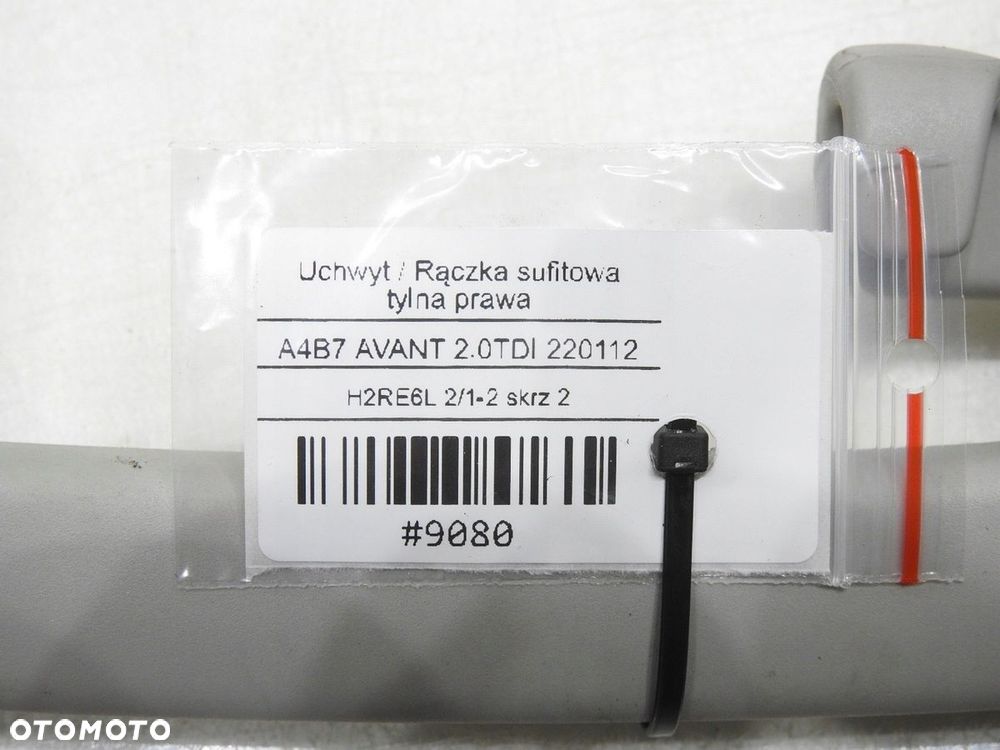 Uchwyt / Rączka sufitowa
tylna prawa
A4B7 AVANT 2.0TDI 220112
H2RE6L 2/1-2 skrz 2
#9080
OTOMOTO